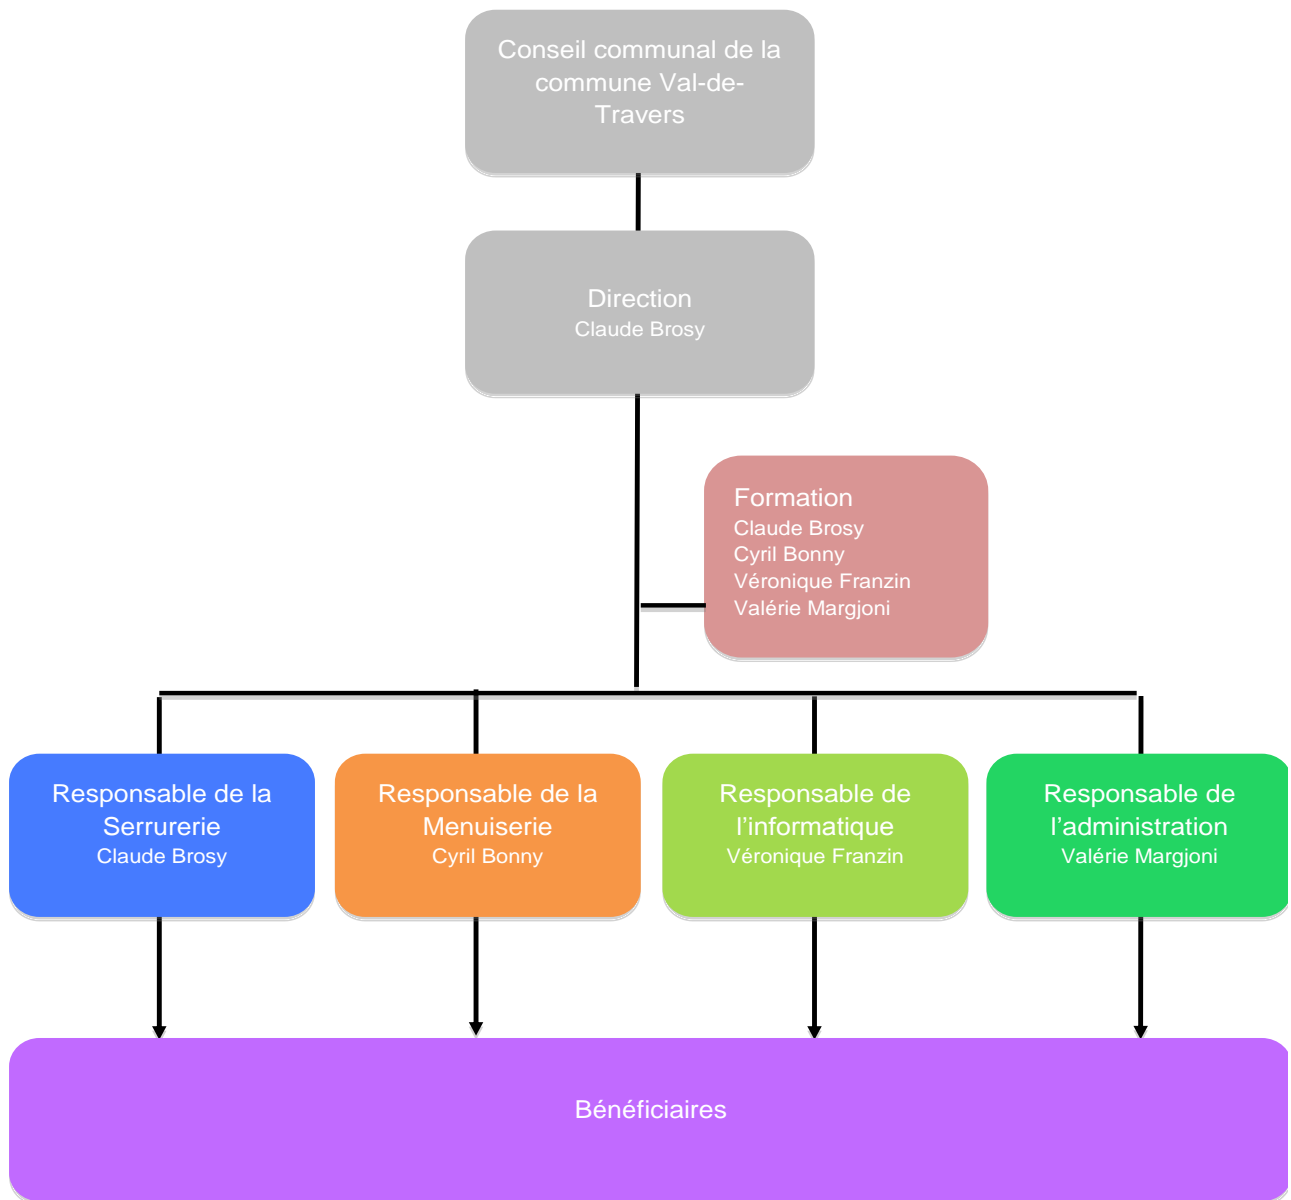 Conseil communal de la
commune Val-de-
Travers
Direction
Claude Brosy
Formation
Claude Brosy
Cyril Bonny
Véronique Franzin
Valérie Margjoni
Responsable de la
Serrurerie
Claude Brosy
Responsable de la
Menuiserie
Cyril Bonny
Responsable de
l’informatique
Véronique Franzin
Responsable de
l’administration
Valérie Margjoni
Bénéficiaires